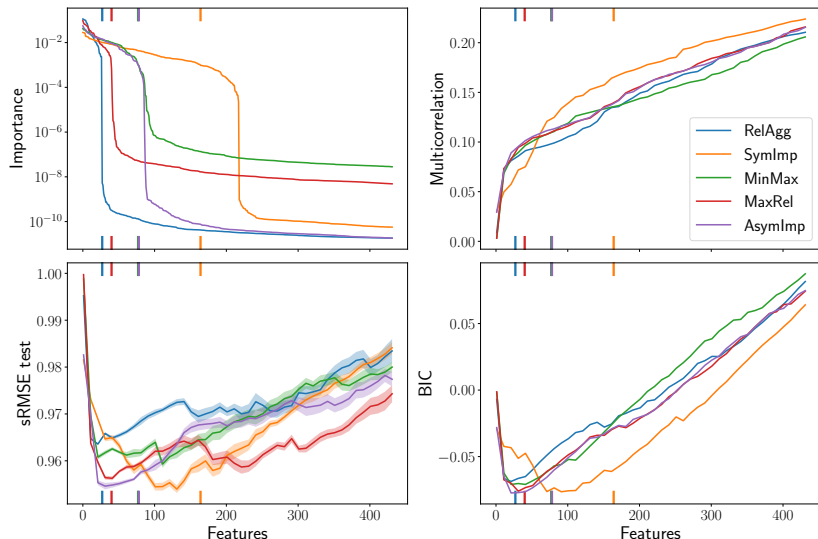 Importance
10⁻²
10⁻⁴
10⁻⁶
10⁻⁸
10⁻¹⁰
Multicorrelation
0.20
0.15
0.10
0.05
0.00
RelAgg
SymImp
MinMax
MaxRel
AsymImp
sRMSE test
1.00
0.99
0.98
0.97
0.96
0 100 200 300 400
Features
BIC
0.05
0.00
−0.05
0 100 200 300 400
Features